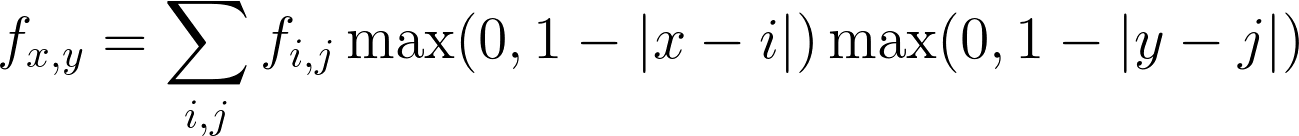 f_{x,y} = \sum_{i,j} f_{i,j} \max(0, 1 - |x - i|) \max(0, 1 - |y - j|)